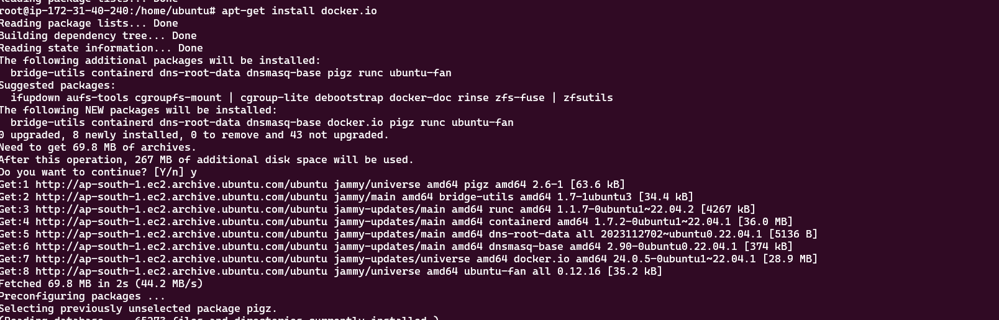 Reading package lists... Done
root@ip-172-31-40-240:/home/ubuntu# apt-get install docker.io
Reading package lists... Done
Building dependency tree... Done
Reading state information... Done
The following additional packages will be installed:
  bridge-utils containerd dns-root-data dnsmasq-base pigz runc ubuntu-fan
Suggested packages:
  ifupdown aufs-tools cgroupfs-mount | cgroup-lite debootstrap docker-doc rinse zfs-fuse | zfsutils
The following NEW packages will be installed:
  bridge-utils containerd dns-root-data dnsmasq-base docker.io pigz runc ubuntu-fan
0 upgraded, 8 newly installed, 0 to remove and 43 not upgraded.
Need to get 69.8 MB of archives.
After this operation, 267 MB of additional disk space will be used.
Do you want to continue? [Y/n] y
Get:1 http://ap-south-1.ec2.archive.ubuntu.com/ubuntu jammy/universe amd64 pigz amd64 2.6-1 [63.6 kB]
Get:2 http://ap-south-1.ec2.archive.ubuntu.com/ubuntu jammy/main amd64 bridge-utils amd64 1.7-1ubuntu3 [34.4 kB]
Get:3 http://ap-south-1.ec2.archive.ubuntu.com/ubuntu jammy-updates/main amd64 runc amd64 1.1.7-0ubuntu1~22.04.2 [4267 kB]
Get:4 http://ap-south-1.ec2.archive.ubuntu.com/ubuntu jammy-updates/main amd64 containerd amd64 1.7.2-0ubuntu1~22.04.1 [36.0 MB]
Get:5 http://ap-south-1.ec2.archive.ubuntu.com/ubuntu jammy-updates/main amd64 dns-root-data all 2023112702~ubuntu0.22.04.1 [5136 B]
Get:6 http://ap-south-1.ec2.archive.ubuntu.com/ubuntu jammy-updates/main amd64 dnsmasq-base amd64 2.90-0ubuntu0.22.04.1 [374 kB]
Get:7 http://ap-south-1.ec2.archive.ubuntu.com/ubuntu jammy-updates/universe amd64 docker.io amd64 24.0.5-0ubuntu1~22.04.1 [28.9 MB]
Get:8 http://ap-south-1.ec2.archive.ubuntu.com/ubuntu jammy/universe amd64 ubuntu-fan all 0.12.16 [35.2 kB]
Fetched 69.8 MB in 2s (44.2 MB/s)
Preconfiguring packages ...
Selecting previously unselected package pigz.
(Reading database ... 65273 files and directories currently installed.)